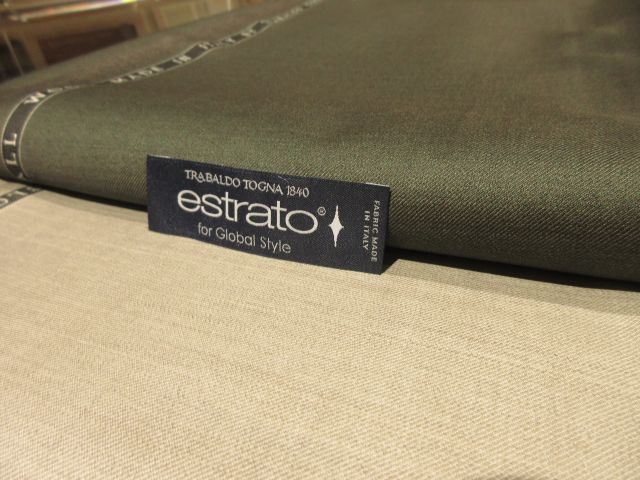 TRABALDO TOGNA 1840
estrato®
for Global Style
FABRIC MADE
IN ITALY